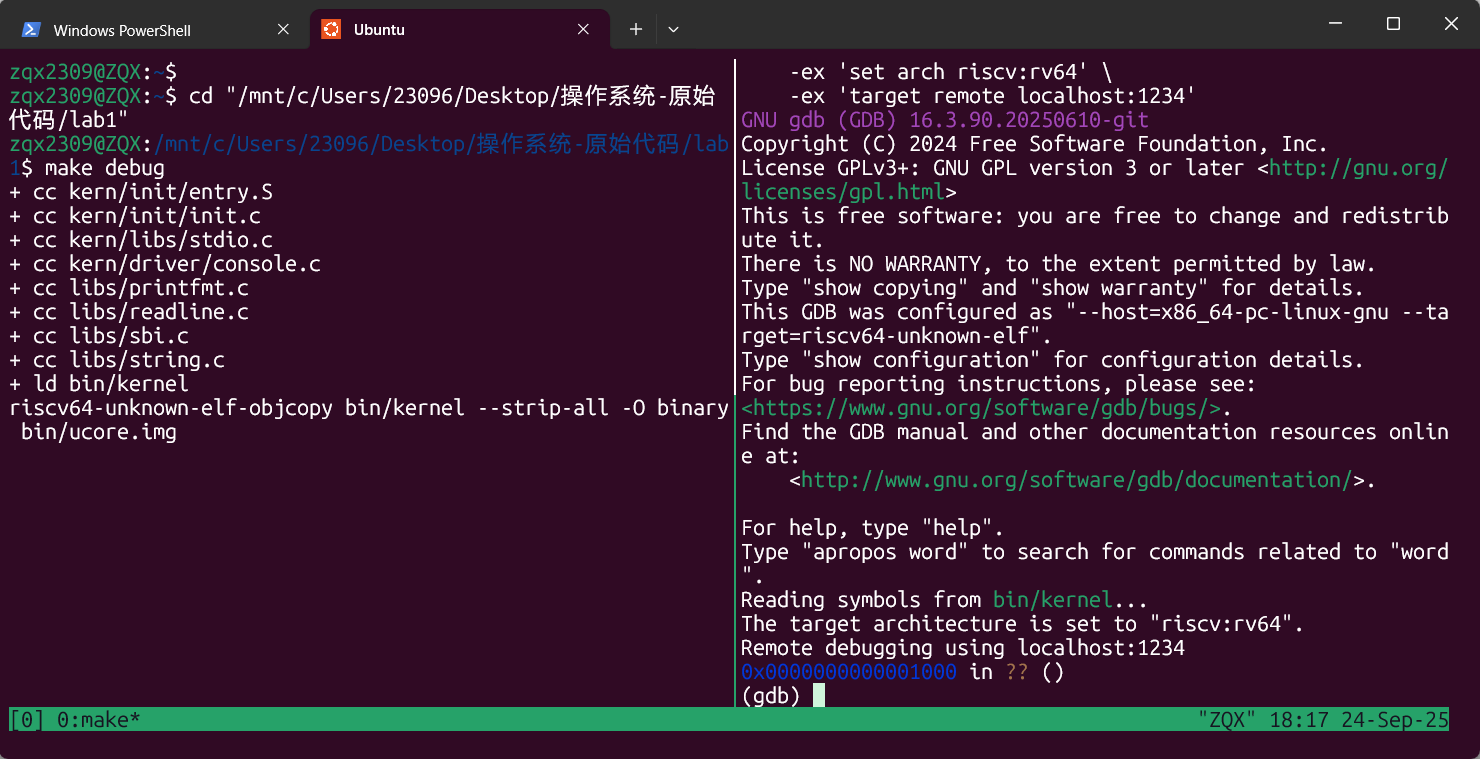 Windows PowerShell
Ubuntu
zqx2309@ZQX:~$
zqx2309@ZQX:~$ cd "/mnt/c/Users/23096/Desktop/操作系统-原始
代码/lab1"
zqx2309@ZQX:/mnt/c/Users/23096/Desktop/操作系统-原始代码/lab
1$ make debug
+ cc kern/init/entry.S
+ cc kern/init/init.c
+ cc kern/libs/stdio.c
+ cc kern/driver/console.c
+ cc libs/printfmt.c
+ cc libs/readline.c
+ cc libs/sbi.c
+ cc libs/string.c
+ ld bin/kernel
riscv64-unknown-elf-objcopy bin/kernel --strip-all -O binary
bin/ucore.img
-ex 'set arch riscv:rv64' \
-ex 'target remote localhost:1234'
GNU gdb (GDB) 16.3.90.20250610-git
Copyright (C) 2024 Free Software Foundation, Inc.
License GPLv3+: GNU GPL version 3 or later <http://gnu.org/
licenses/gpl.html>
This is free software: you are free to change and redistrib
ute it.
There is NO WARRANTY, to the extent permitted by law.
Type "show copying" and "show warranty" for details.
This GDB was configured as "--host=x86_64-pc-linux-gnu --ta
rget=riscv64-unknown-elf".
Type "show configuration" for configuration details.
For bug reporting instructions, please see:
<https://www.gnu.org/software/gdb/bugs/>.
Find the GDB manual and other documentation resources onlin
e at:
<http://www.gnu.org/software/gdb/documentation/>.
For help, type "help".
Type "apropos word" to search for commands related to "word
".
Reading symbols from bin/kernel...
The target architecture is set to "riscv:rv64".
Remote debugging using localhost:1234
0x0000000000001000 in ?? ()
(gdb)
[0] 0:make* "ZQX" 18:17 24-Sep-25